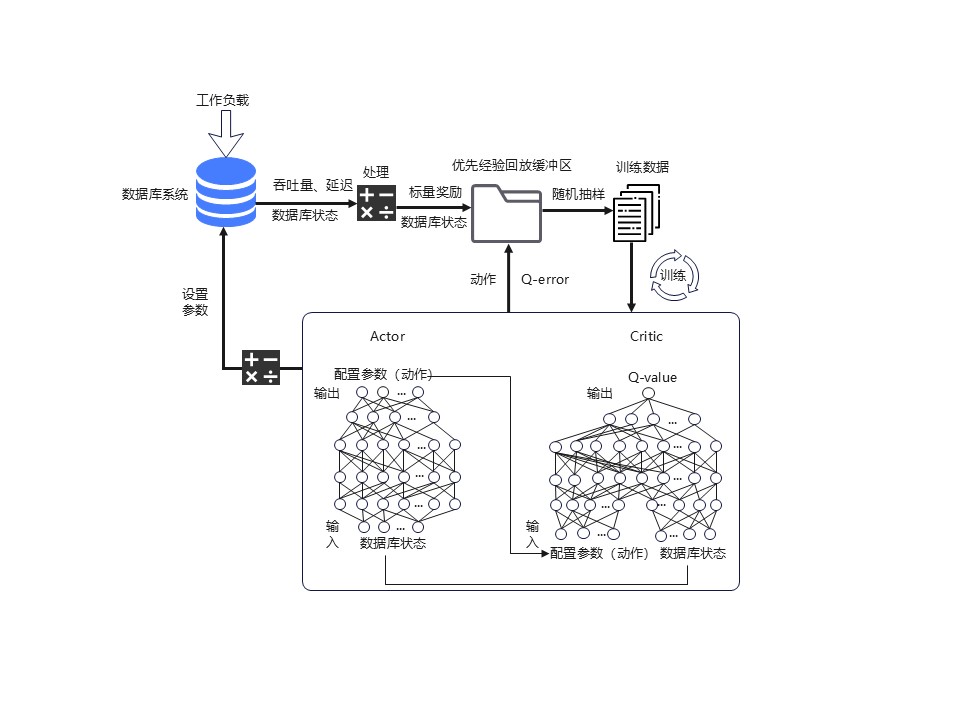 工作负载
数据库系统
吞吐量、延迟
数据库状态
处理
标量奖励
数据库状态
优先经验回放缓冲区
随机抽样
训练数据
训练
动作
Q-error
设置
参数
Actor
Critic
配置参数（动作）
输出
...
...
...
...
...
输
入
...
数据库状态
Q-value
输出
...
...
...
...
...
输
入
...
...
配置参数（动作）
数据库状态